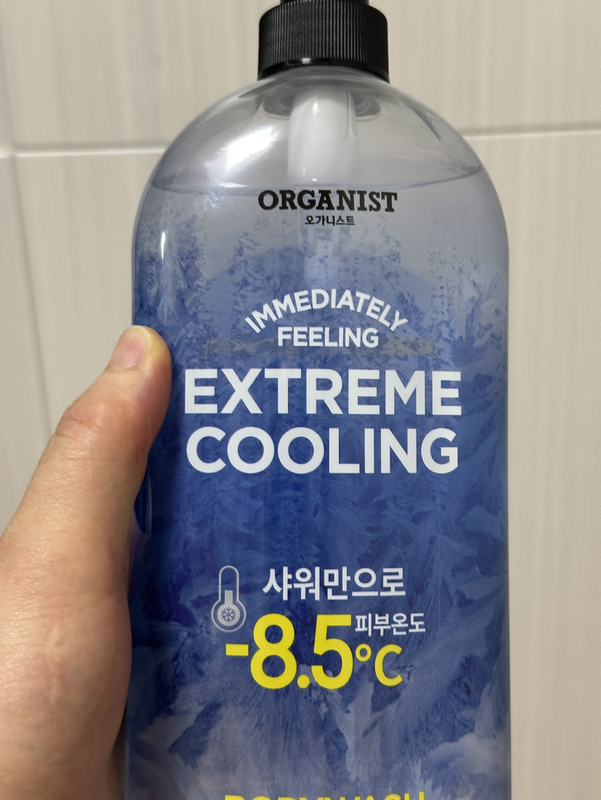 ORGANIST
오가니스트
IMMEDIATELY
FEELING
EXTREME
COOLING
샤워만으로
피부온도
-8.5°C
BODYWASH